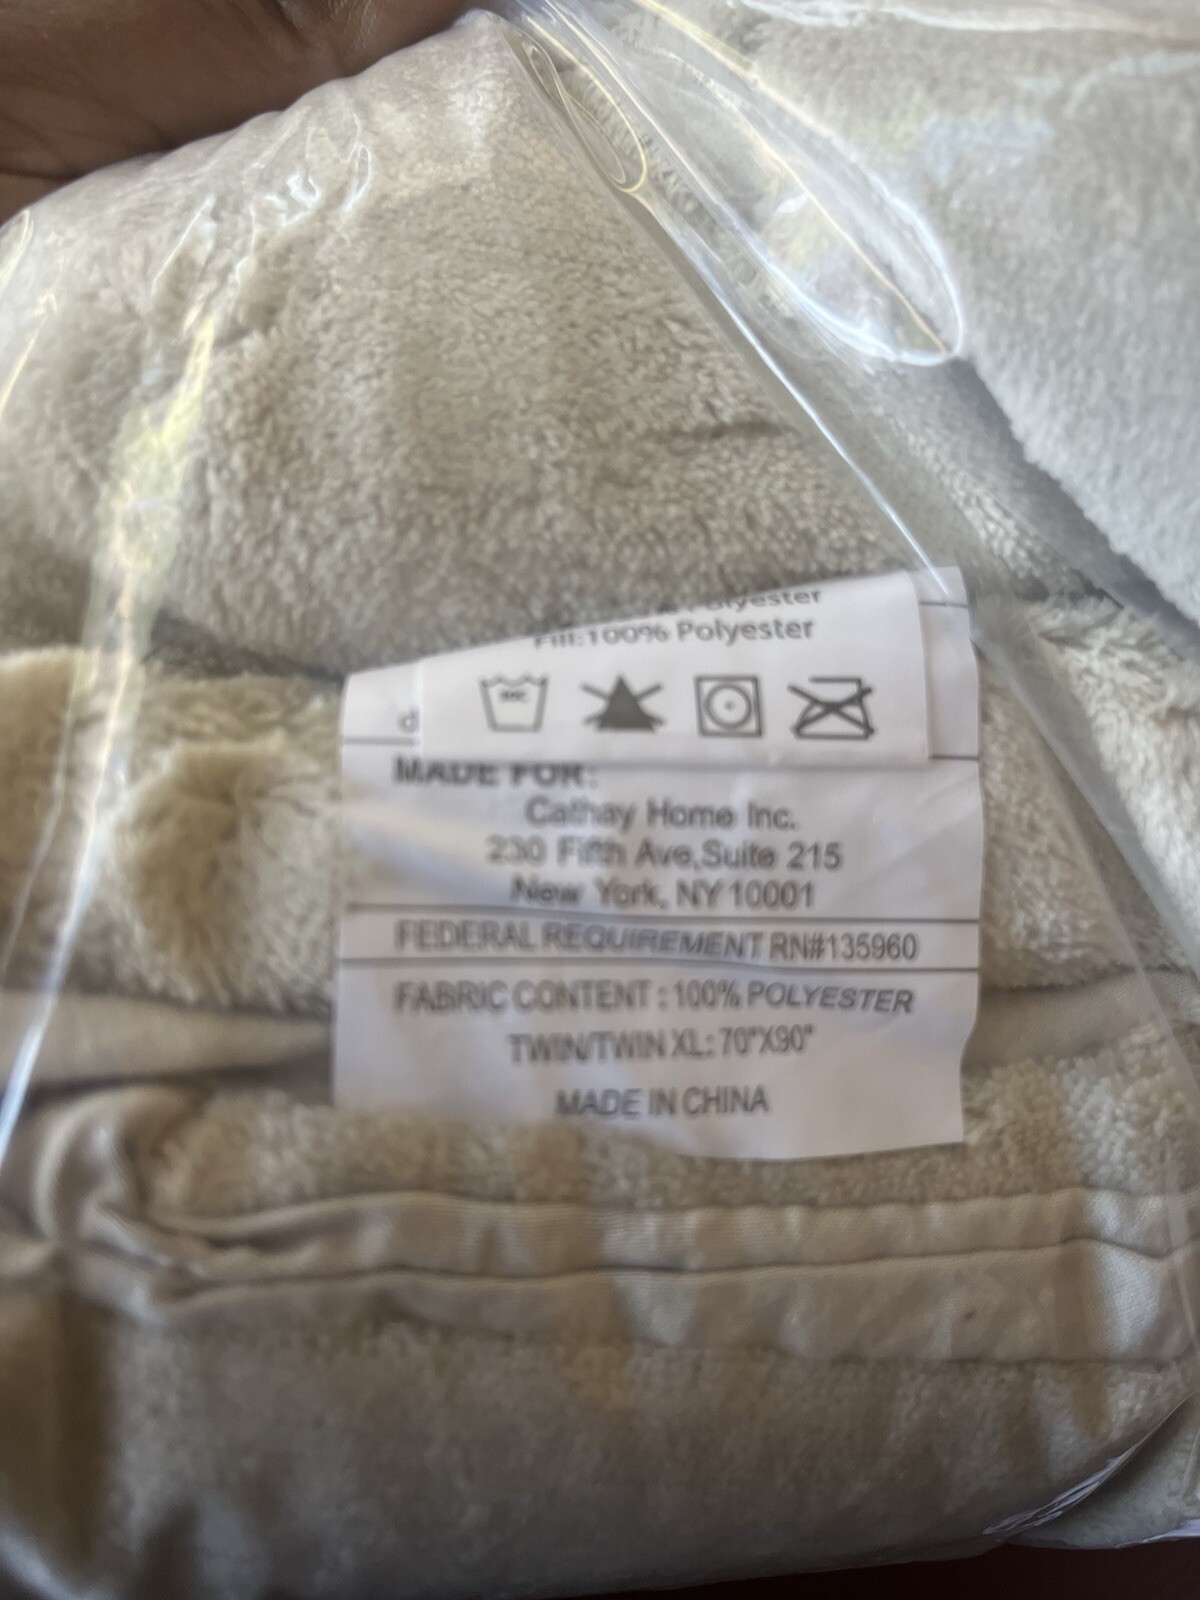 Polyester
Fill:100% Polyester
d
MADE FOR:
Cathay Home Inc.
230 Fifth Ave,Suite 215
New York, NY 10001
FEDERAL REQUIREMENT RN#135960
FABRIC CONTENT : 100% POLYESTER
TWIN/TWIN XL: 70"X90"
MADE IN CHINA